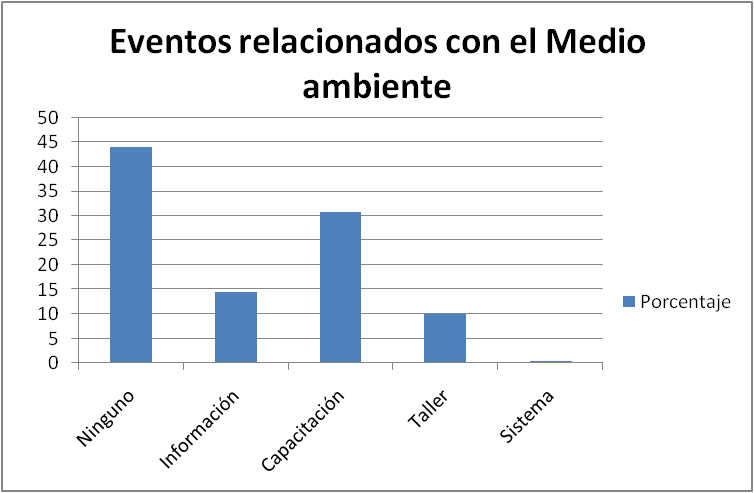 Eventos relacionados con el Medio
ambiente
50
45
40
35
30
25
20
15
10
5
0
Ninguno
Información
Capacitación
Taller
Sistema
Porcentaje